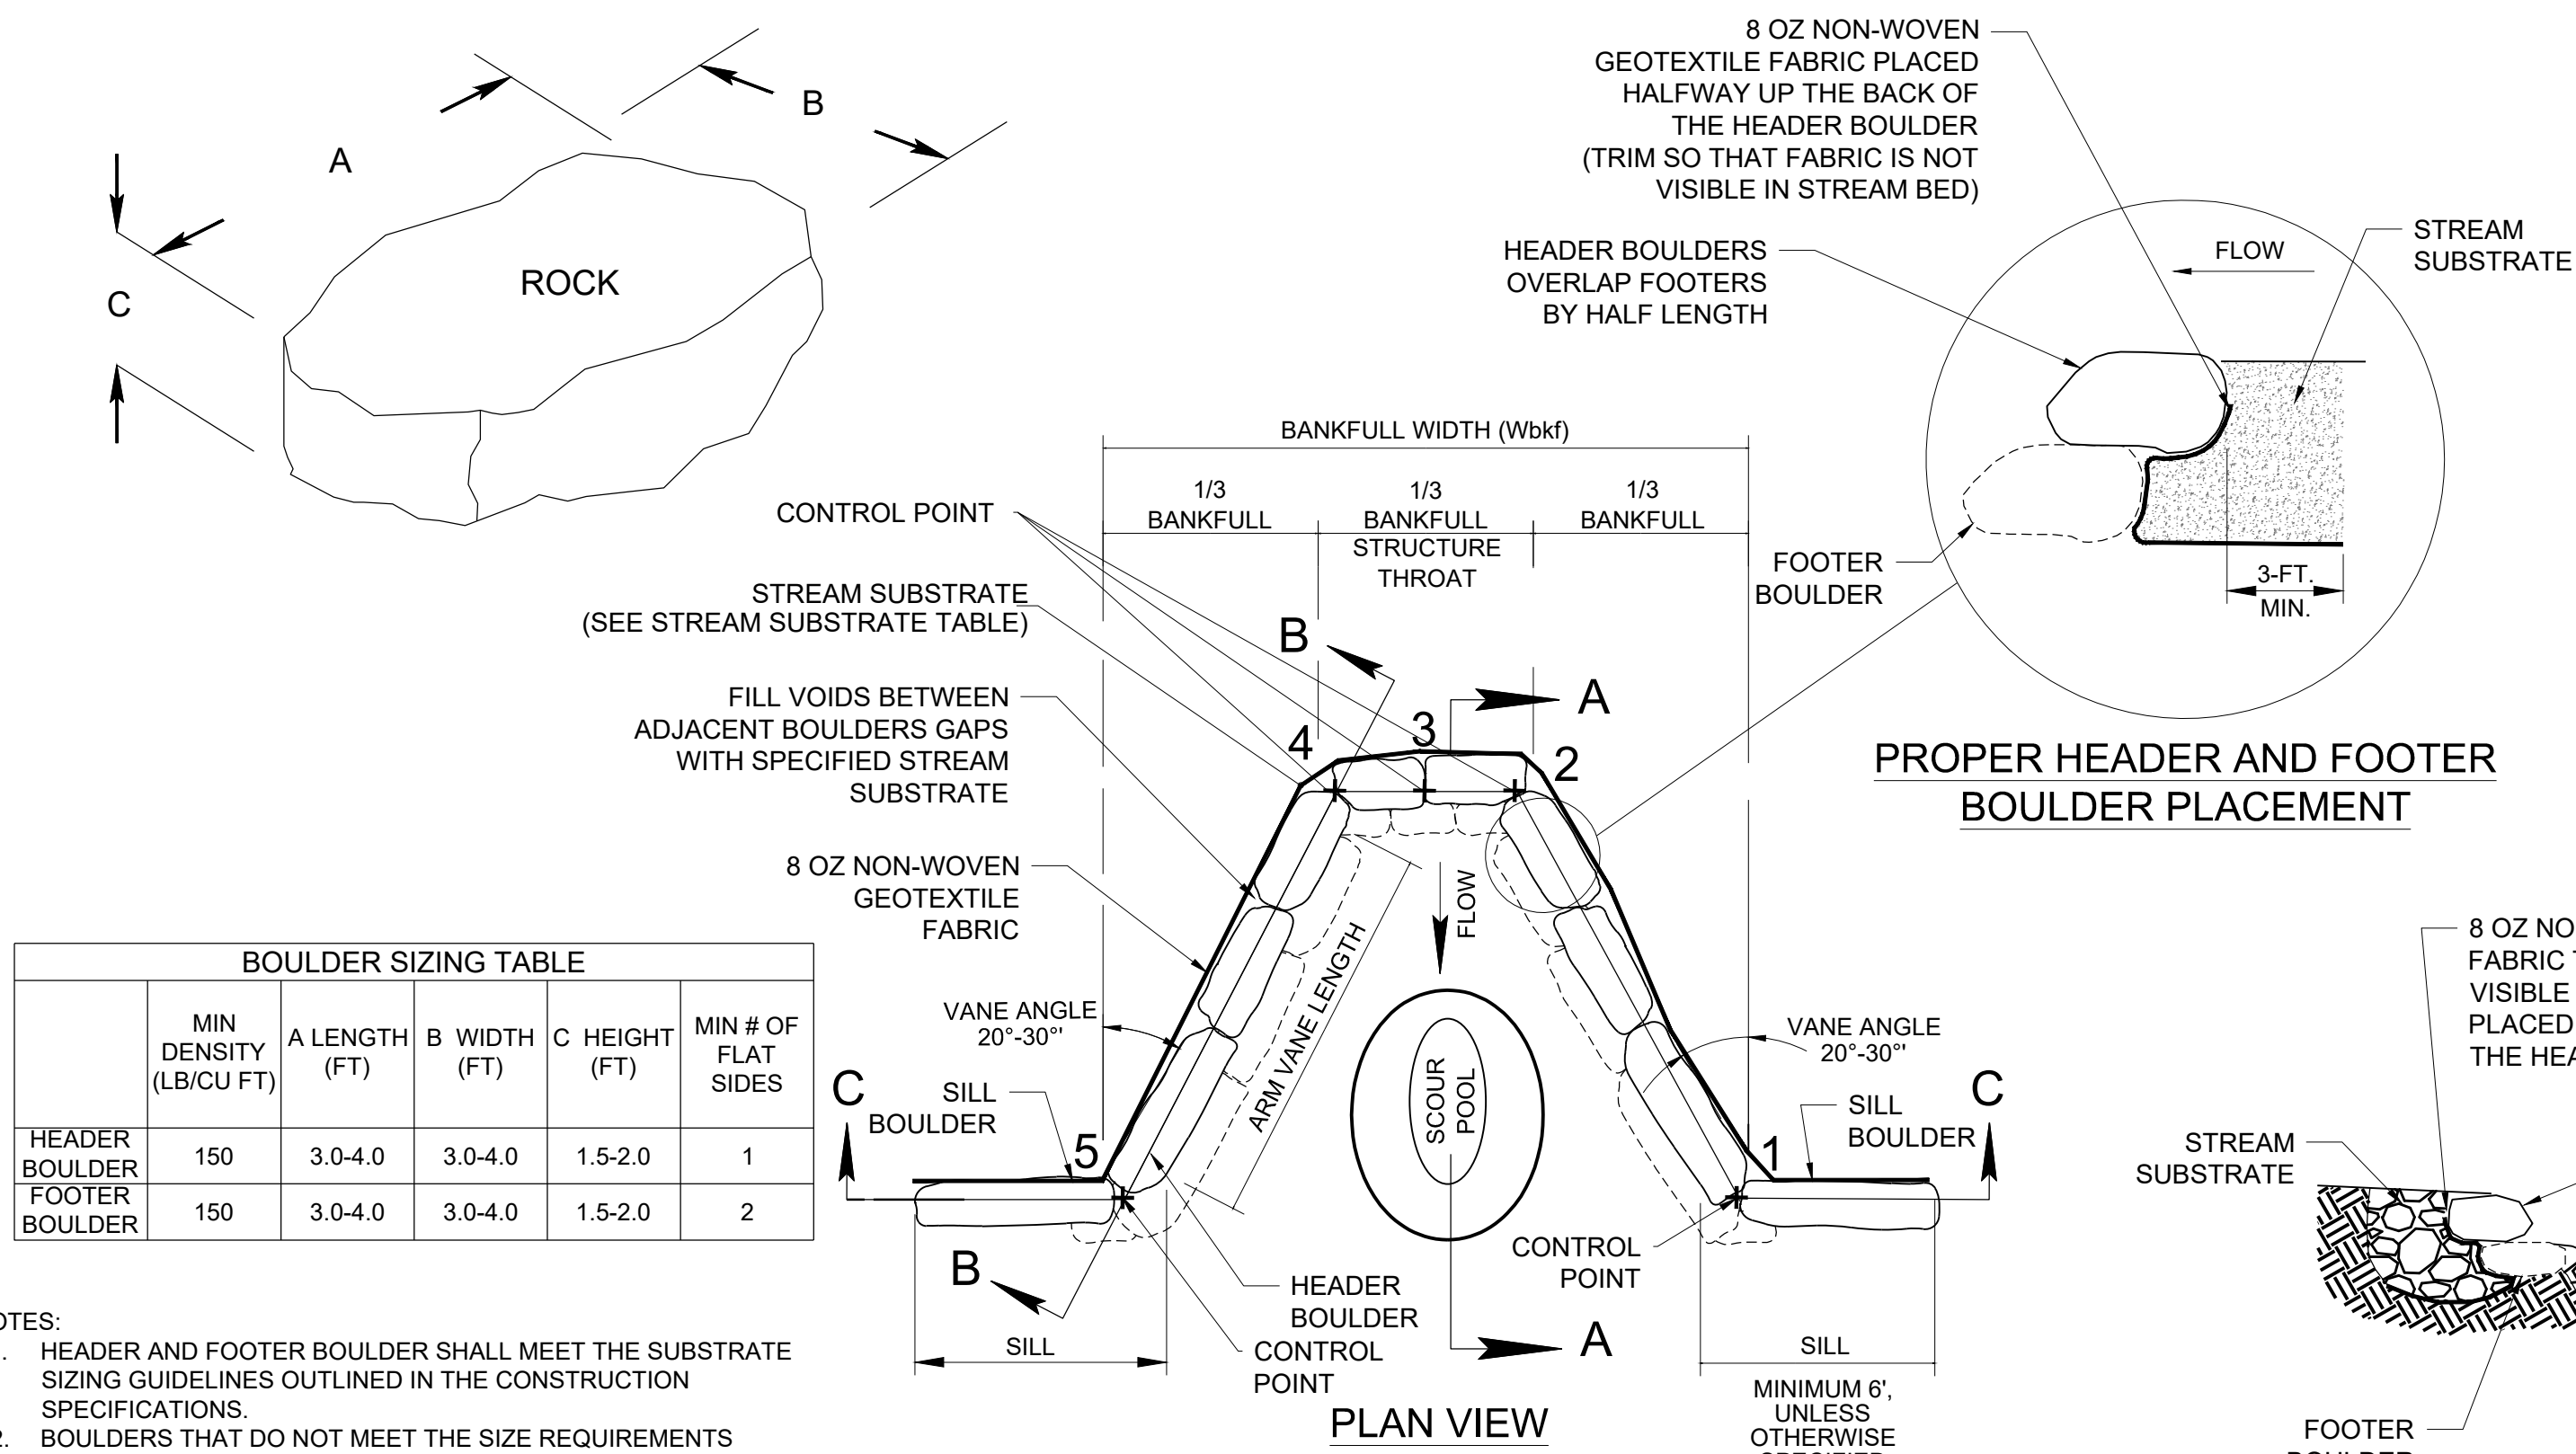 A
B
C
ROCK
8 OZ NON-WOVEN
GEOTEXTILE FABRIC PLACED
HALFWAY UP THE BACK OF
THE HEADER BOULDER
(TRIM SO THAT FABRIC IS NOT
VISIBLE IN STREAM BED)
HEADER BOULDERS
OVERLAP FOOTERS
BY HALF LENGTH
FLOW
STREAM
SUBSTRATE
FOOTER
BOULDER
3-FT.
MIN.
PROPER HEADER AND FOOTER
BOULDER PLACEMENT
BANKFULL WIDTH (Wbkf)
1/3
BANKFULL
1/3
BANKFULL
STRUCTURE
THROAT
1/3
BANKFULL
CONTROL POINT
STREAM SUBSTRATE
(SEE STREAM SUBSTRATE TABLE)
FILL VOIDS BETWEEN
ADJACENT BOULDERS GAPS
WITH SPECIFIED STREAM
SUBSTRATE
8 OZ NON-WOVEN
GEOTEXTILE
FABRIC
B
A
4
3
2
FLOW
ARM VANE LENGTH
VANE ANGLE
20°-30°'
VANE ANGLE
20°-30°'
SCOUR
POOL
C
SILL
BOULDER
5
1
SILL
BOULDER
C
CONTROL
POINT
B
HEADER
BOULDER
CONTROL
POINT
A
SILL
SILL
MINIMUM 6',
UNLESS
OTHERWISE
SPECIFIED
PLAN VIEW
BOULDER SIZING TABLE
MIN DENSITY (LB/CU FT) A LENGTH (FT) B WIDTH (FT) C HEIGHT (FT) MIN # OF FLAT SIDES
HEADER BOULDER 150 3.0-4.0 3.0-4.0 1.5-2.0 1
FOOTER BOULDER 150 3.0-4.0 3.0-4.0 1.5-2.0 2
OTES:
. HEADER AND FOOTER BOULDER SHALL MEET THE SUBSTRATE
SIZING GUIDELINES OUTLINED IN THE CONSTRUCTION
SPECIFICATIONS.
2. BOULDERS THAT DO NOT MEET THE SIZE REQUIREMENTS
8 OZ NO
FABRIC
VISIBLE
PLACED
THE HEA
STREAM
SUBSTRATE
FOOTER
BOULDER